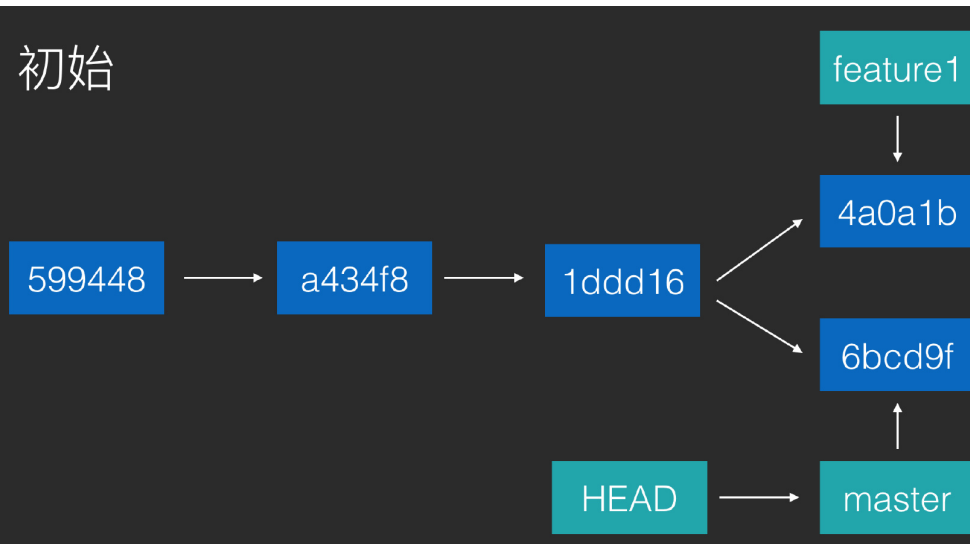 初始
feature1
4a0a1b
599448
a434f8
1ddd16
6bcd9f
HEAD
master